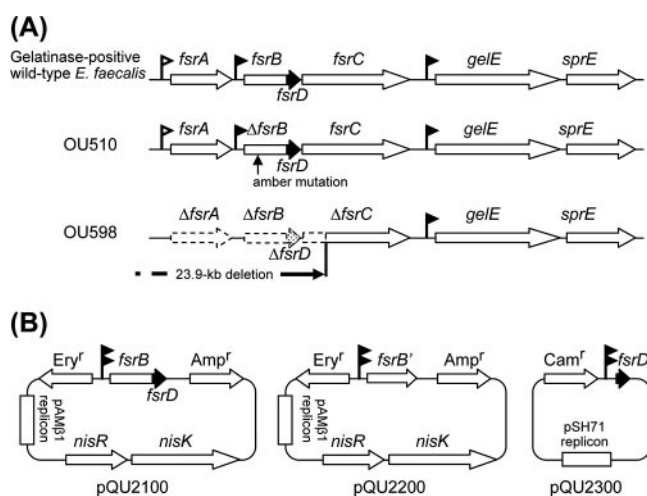 (A)
Gelatinase-positive
wild-type E. faecalis
fsrA fsrB fsrC gelE sprE
fsrD
OU510
fsrA ΔfsrB fsrC gelE sprE
fsrD
amber mutation
OU598
ΔfsrA ΔfsrB ΔfsrC gelE sprE
ΔfsrD
23.9-kb deletion
(B)
Eryʳ fsrB Ampʳ
fsrD
pAMβ1
replicon
nisR nisK
pQU2100
Eryʳ fsrB’ Ampʳ
pAMβ1
replicon
nisR nisK
pQU2200
Camʳ fsrD
pSH71
replicon
pQU2300